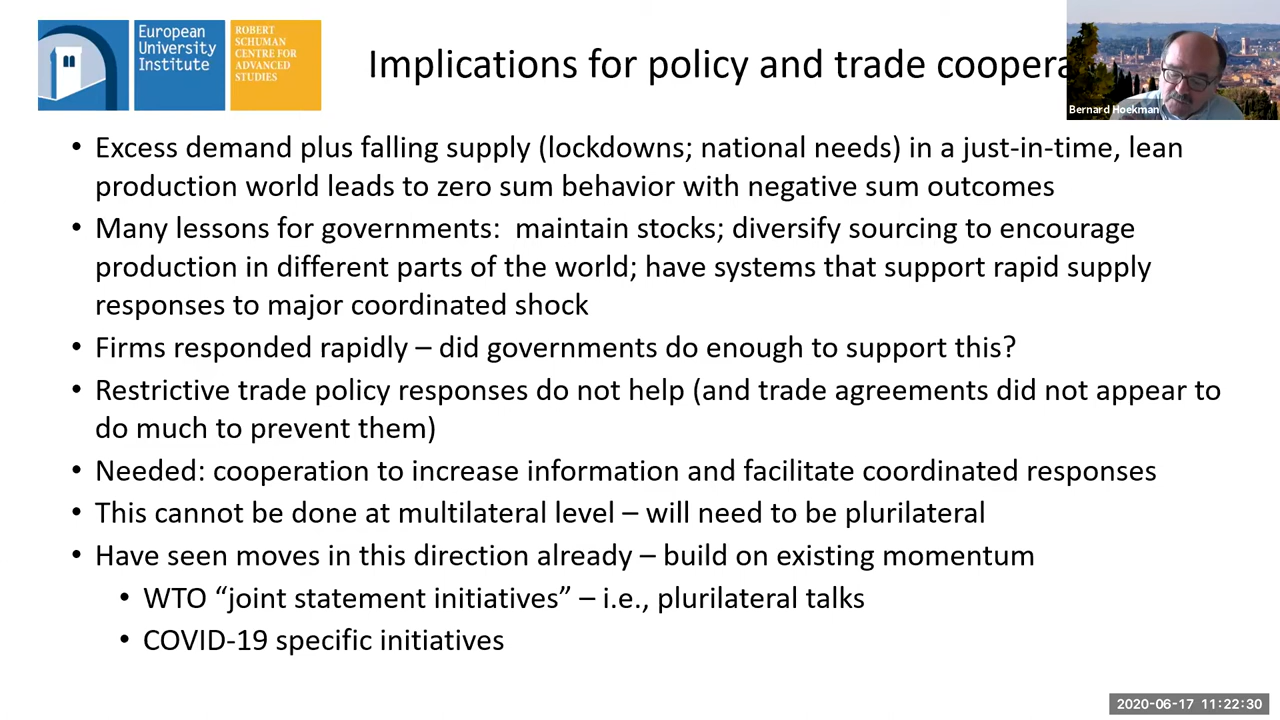 European
University
Institute
ROBERT
SCHUMAN
CENTRE FOR
ADVANCED
STUDIES
Implications for policy and trade coopera
Bernard Hoekman
• Excess demand plus falling supply (lockdowns; national needs) in a just-in-time, lean
production world leads to zero sum behavior with negative sum outcomes
• Many lessons for governments:  maintain stocks; diversify sourcing to encourage
production in different parts of the world; have systems that support rapid supply
responses to major coordinated shock
• Firms responded rapidly – did governments do enough to support this?
• Restrictive trade policy responses do not help (and trade agreements did not appear to
do much to prevent them)
• Needed: cooperation to increase information and facilitate coordinated responses
• This cannot be done at multilateral level – will need to be plurilateral
• Have seen moves in this direction already – build on existing momentum
• WTO “joint statement initiatives” – i.e., plurilateral talks
• COVID-19 specific initiatives
2020-06-17 11:22:30